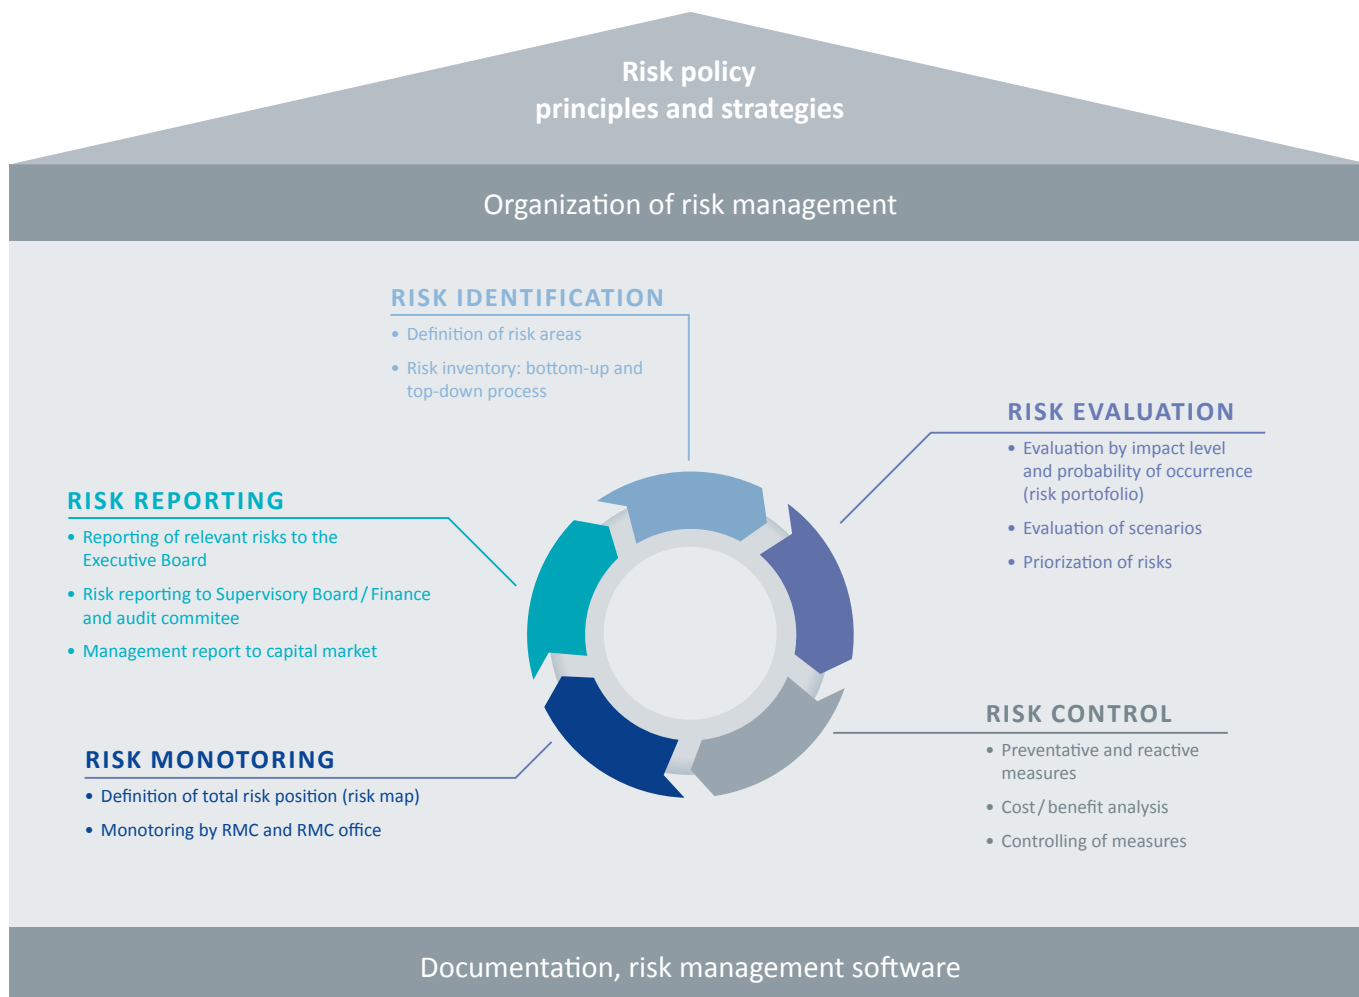 Risk policy
principles and strategies
Organization of risk management
RISK IDENTIFICATION
• Definition of risk areas
• Risk inventory: bottom-up and
top-down process
RISK EVALUATION
• Evaluation by impact level
and probability of occurrence
(risk portofolio)
• Evaluation of scenarios
• Priorization of risks
RISK REPORTING
• Reporting of relevant risks to the
Executive Board
• Risk reporting to Supervisory Board / Finance
and audit commitee
• Management report to capital market
RISK CONTROL
• Preventative and reactive
measures
• Cost / benefit analysis
• Controlling of measures
RISK MONOTORING
• Definition of total risk position (risk map)
• Monotoring by RMC and RMC office
Documentation, risk management software